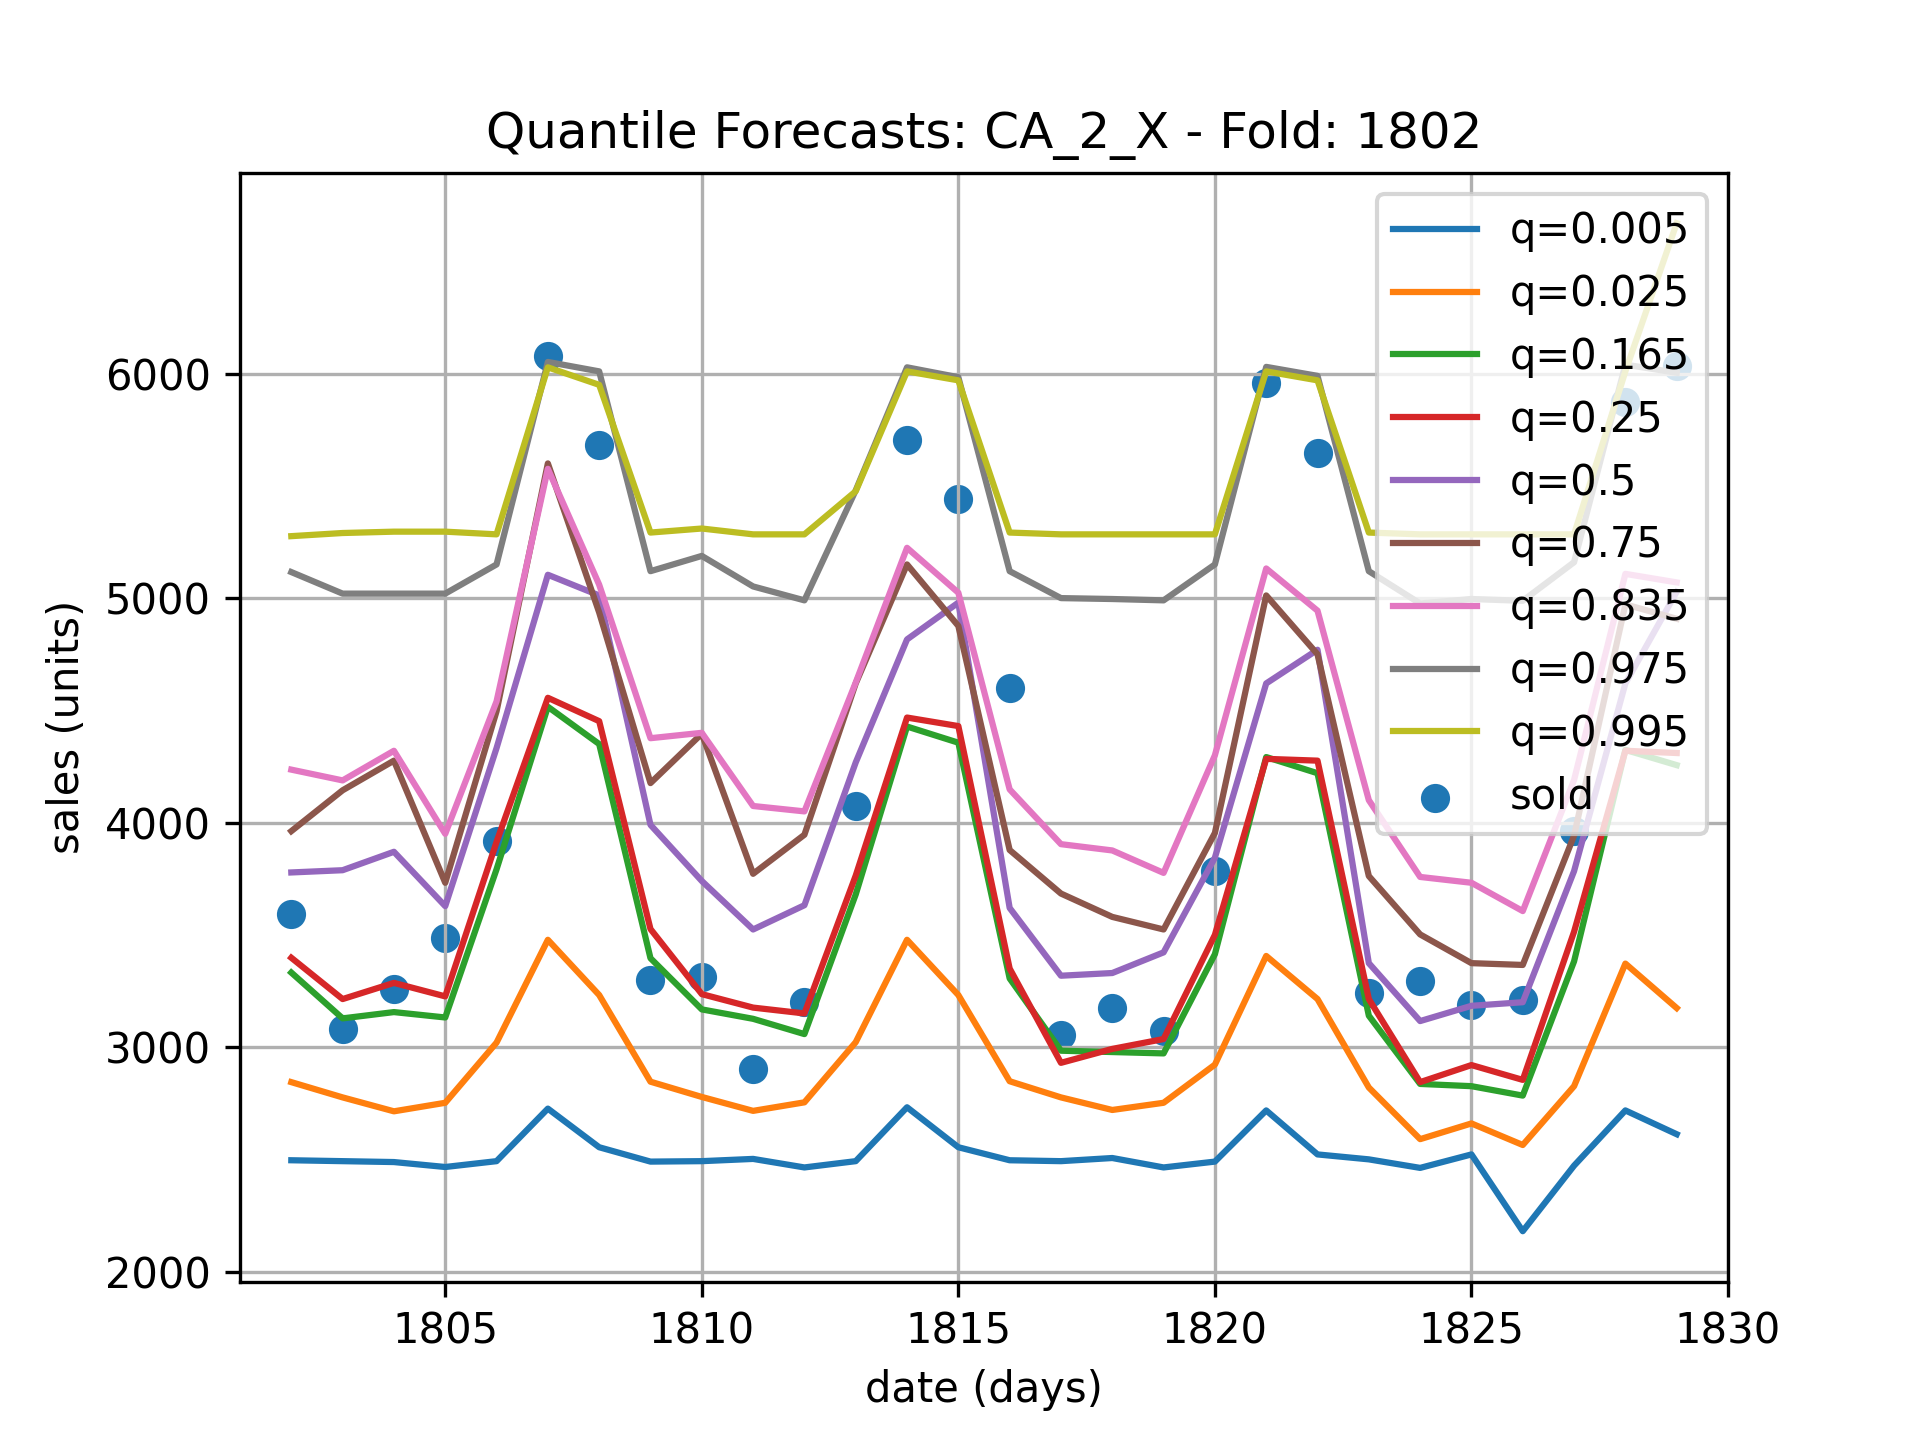 Quantile Forecasts: CA_2_X - Fold: 1802
q=0.005
q=0.025
q=0.165
q=0.25
q=0.5
q=0.75
q=0.835
q=0.975
q=0.995
sold
6000
5000
4000
3000
2000
sales (units)
1805 1810 1815 1820 1825 1830
date (days)